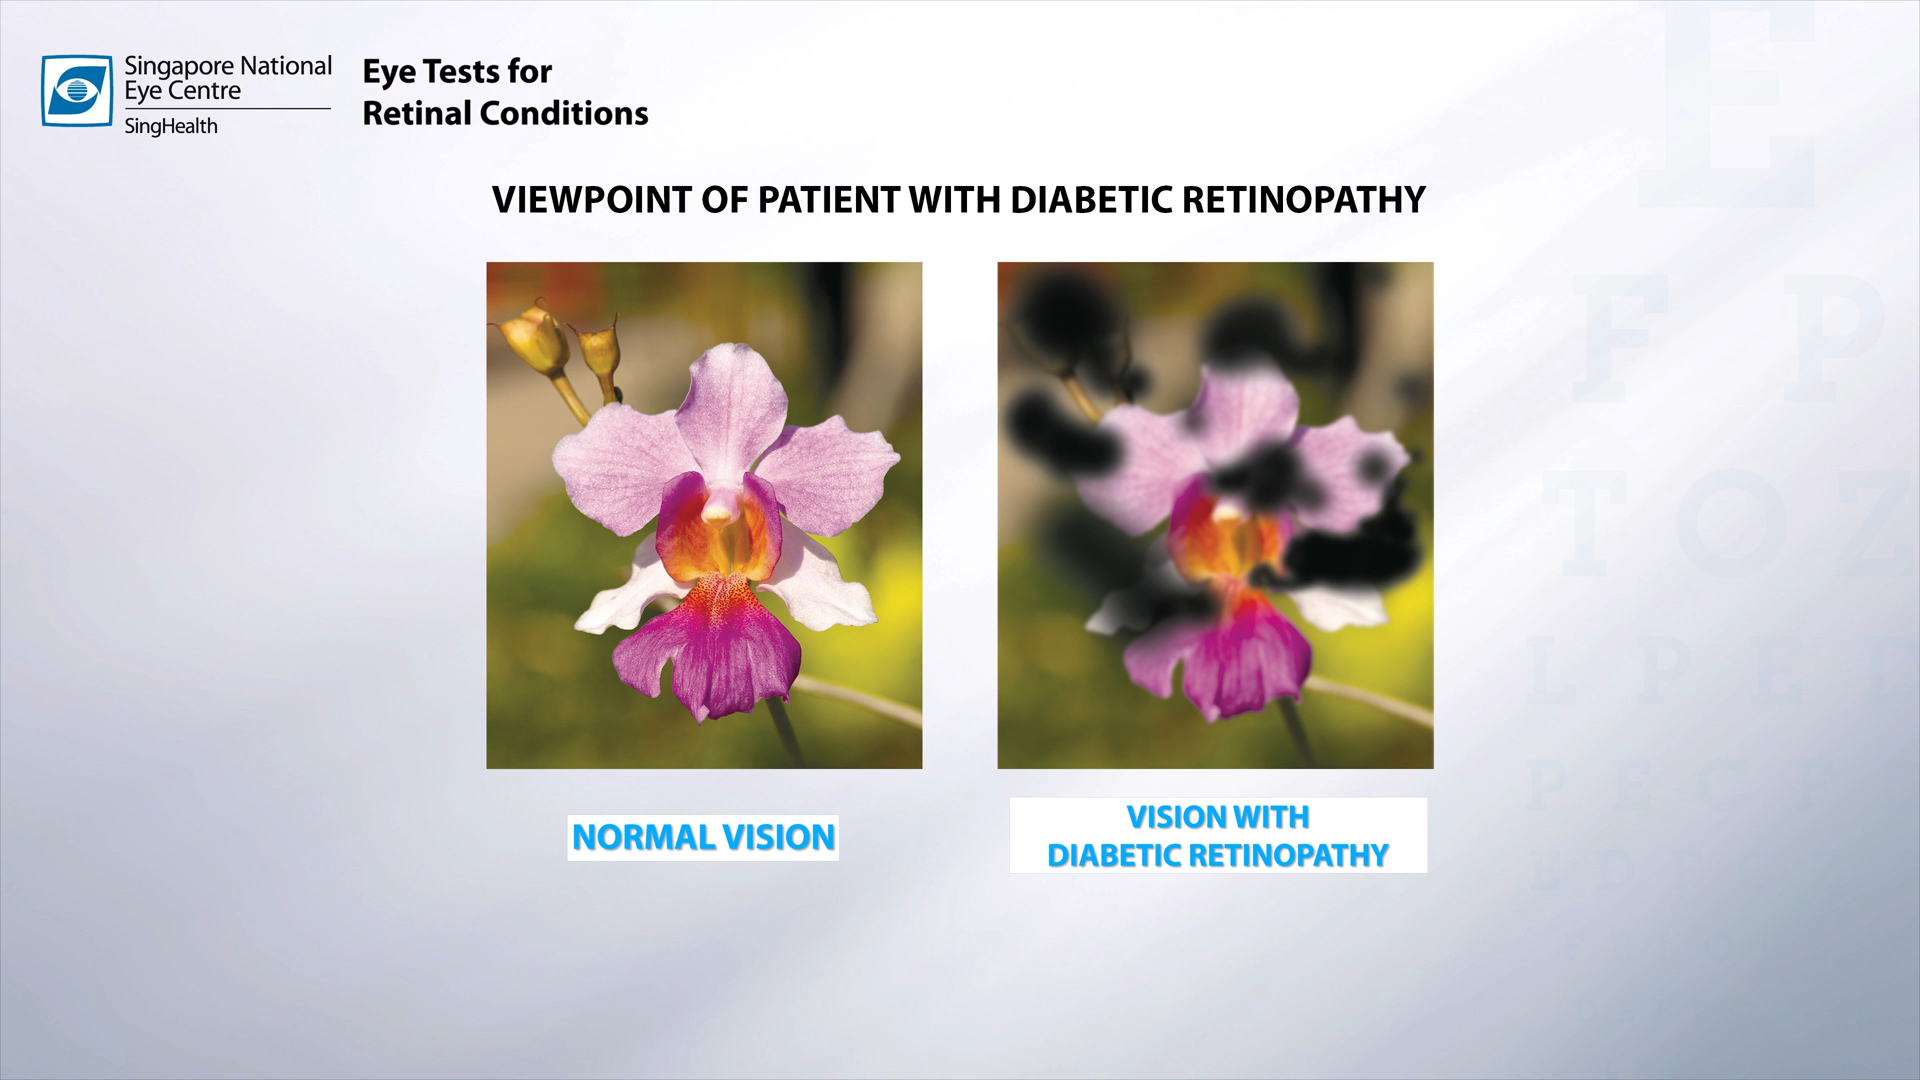 Singapore National
Eye Centre
SingHealth
Eye Tests for
Retinal Conditions
VIEWPOINT OF PATIENT WITH DIABETIC RETINOPATHY
NORMAL VISION
VISION WITH
DIABETIC RETINOPATHY
E
F P
T O Z
L P E D
P E C F
E D